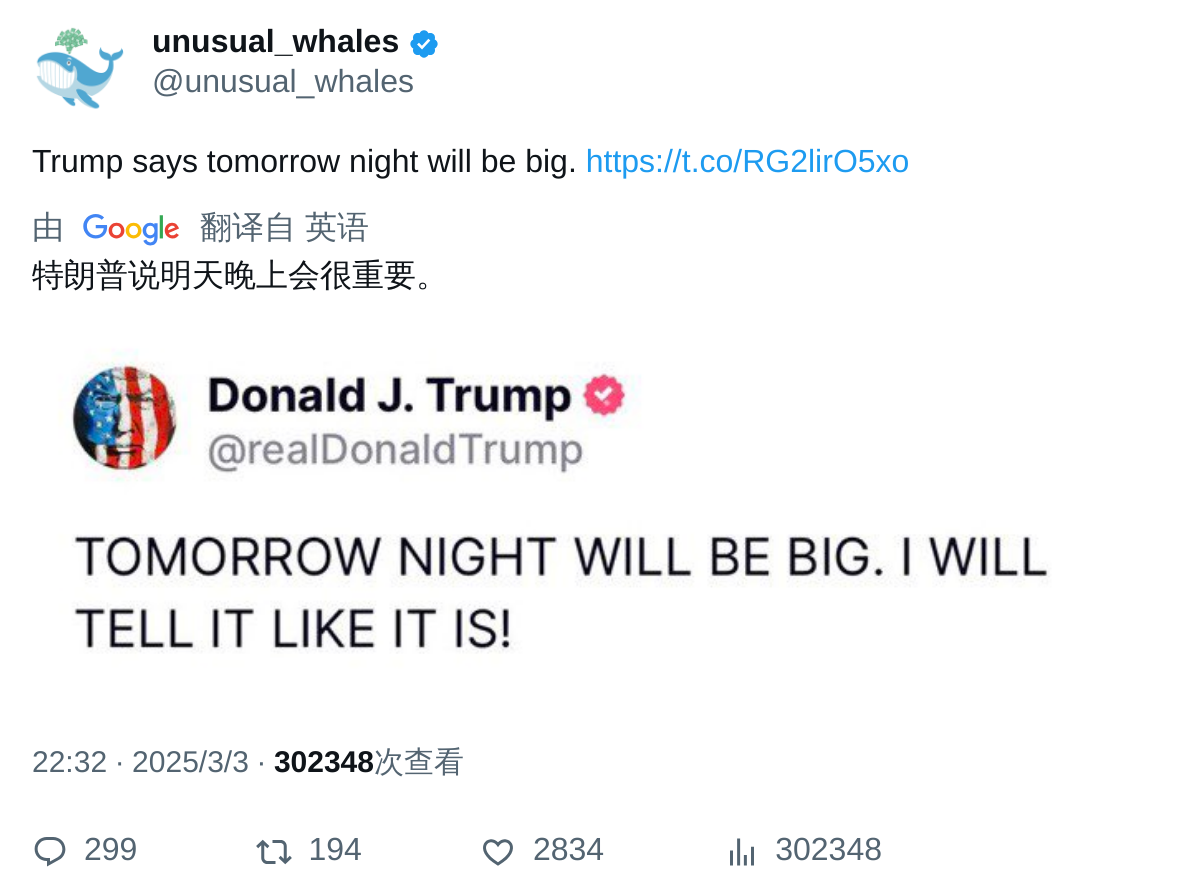 unusual_whales
@unusual_whales
Trump says tomorrow night will be big. https://t.co/RG2lirO5xo
由 Google 翻译自 英语
特朗普说明天晚上会很重要。
Donald J. Trump
@realDonaldTrump
TOMORROW NIGHT WILL BE BIG. I WILL
TELL IT LIKE IT IS!
22:32 · 2025/3/3 · 302348次查看
299 194 2834 302348